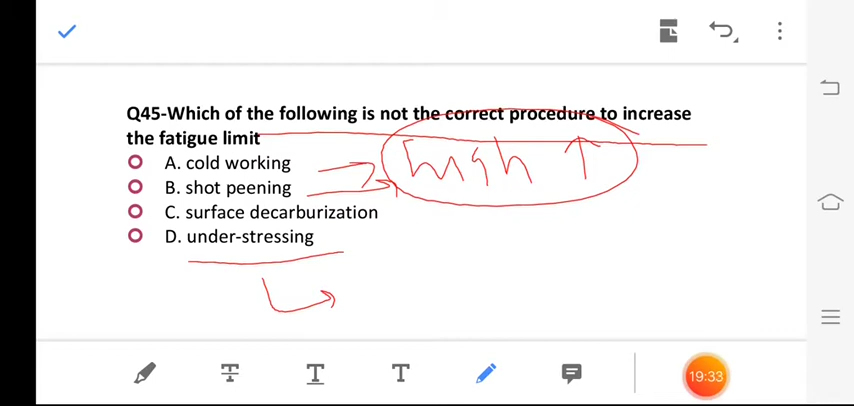 Q45-Which of the following is not the correct procedure to increase
the fatigue limit
high ↑
A. cold working
B. shot peening
C. surface decarburization
D. under-stressing
T T T
19:33